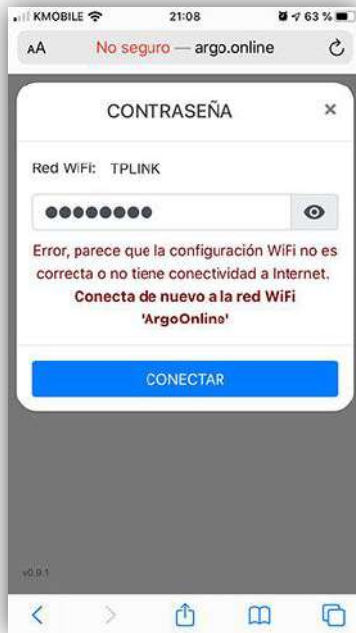 KMOBILE 21:08 63 %
AA No seguro — argo.online
CONTRASEÑA ×
Red WiFi: TPLINK
●●●●●●●●
Error, parece que la configuración WiFi no es
correcta o no tiene conectividad a Internet.
Conecta de nuevo a la red WiFi
'ArgoOnline'
CONECTAR
v0.9.1